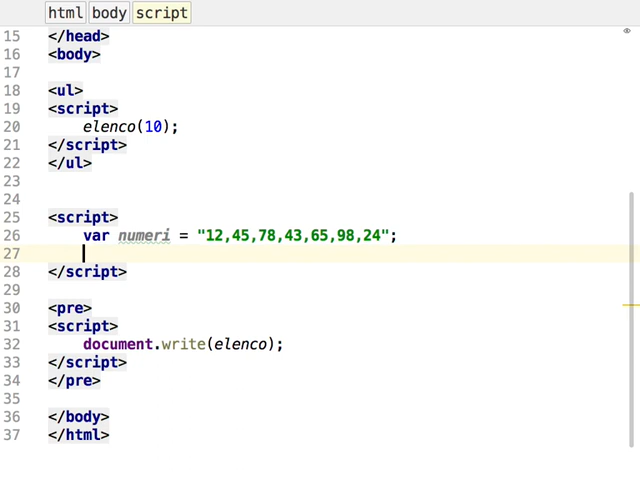 html body script
15 </head>
16 <body>
17
18 <ul>
19 <script>
20 elenco(10);
21 </script>
22 </ul>
23
24
25 <script>
26 var numeri = "12,45,78,43,65,98,24";
27
28 </script>
29
30 <pre>
31 <script>
32 document.write(elenco);
33 </script>
34 </pre>
35
36 </body>
37 </html>